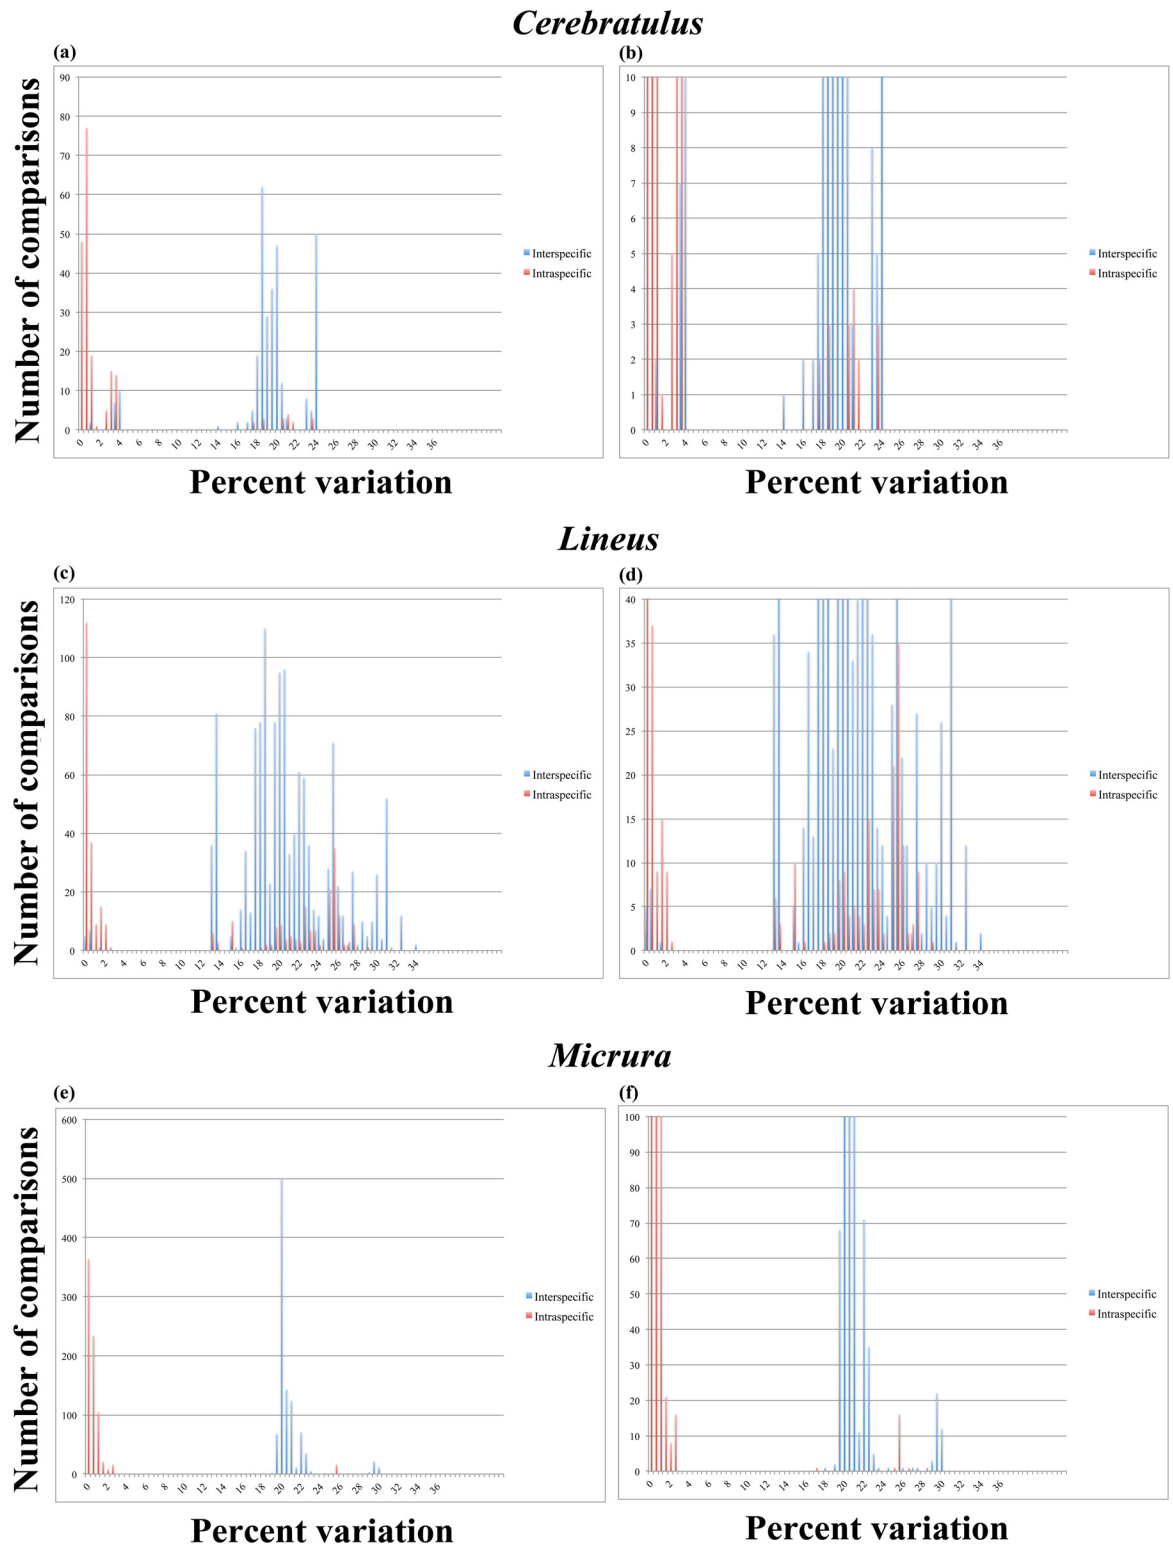 Cerebratulus
(a)
(b)
Number of comparisons
90
80
70
60
50
40
30
20
10
0
0 2 4 6 8 10 12 14 16 18 20 22 24 26 28 30 32 34 36
Interspecific
Intraspecific
Percent variation
10
9
8
7
6
5
4
3
2
1
0
0 2 4 6 8 10 12 14 16 18 20 22 24 26 28 30 32 34 36
Interspecific
Intraspecific
Percent variation
Lineus
(c)
(d)
Number of comparisons
120
100
80
60
40
20
0
0 2 4 6 8 10 12 14 16 18 20 22 24 26 28 30 32 34
Interspecific
Intraspecific
Percent variation
40
35
30
25
20
15
10
5
0
0 2 4 6 8 10 12 14 16 18 20 22 24 26 28 30 32 34
Interspecific
Intraspecific
Percent variation
Micrura
(e)
(f)
Number of comparisons
600
500
400
300
200
100
0
0 2 4 6 8 10 12 14 16 18 20 22 24 26 28 30 32 34 36
Interspecific
Intraspecific
Percent variation
100
90
80
70
60
50
40
30
20
10
0
0 2 4 6 8 10 12 14 16 18 20 22 24 26 28 30 32 34 36
Interspecific
Intraspecific
Percent variation